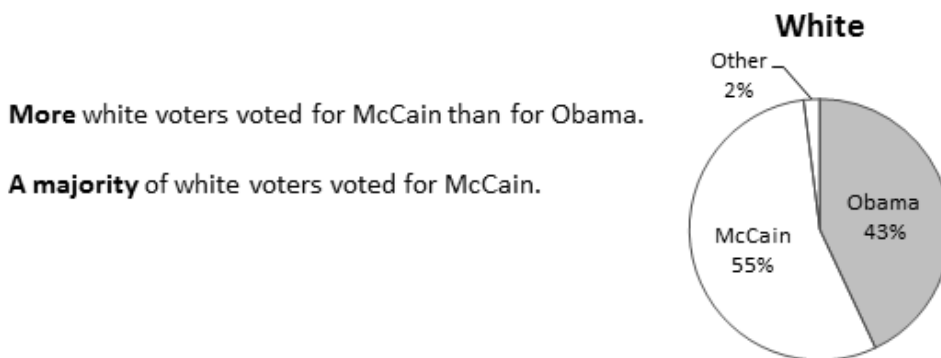 White
More white voters voted for McCain than for Obama.
A majority of white voters voted for McCain.
Other
2%
Obama
43%
McCain
55%